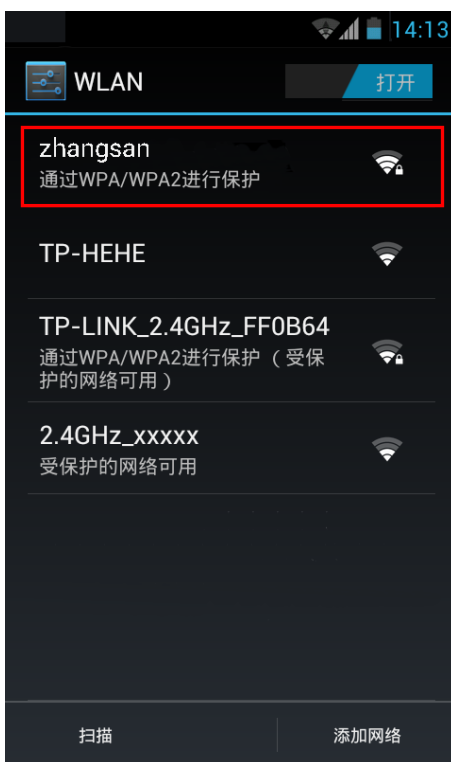 14:13
WLAN
打开
zhangsan
通过WPA/WPA2进行保护
TP-HEHE
TP-LINK_2.4GHz_FF0B64
通过WPA/WPA2进行保护 （受保
护的网络可用）
2.4GHz_xxxxx
受保护的网络可用
扫描
添加网络